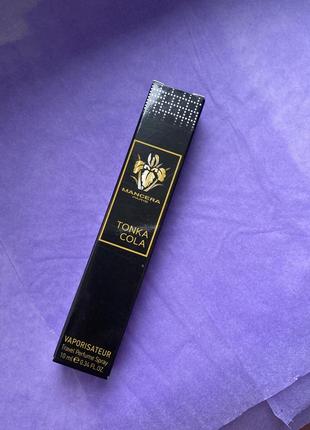 MANCERA
PARIS
TONKA
COLA
VAPORISATEUR
Travel Perfume Spray
10 ml ℮ 0.34 FL.OZ